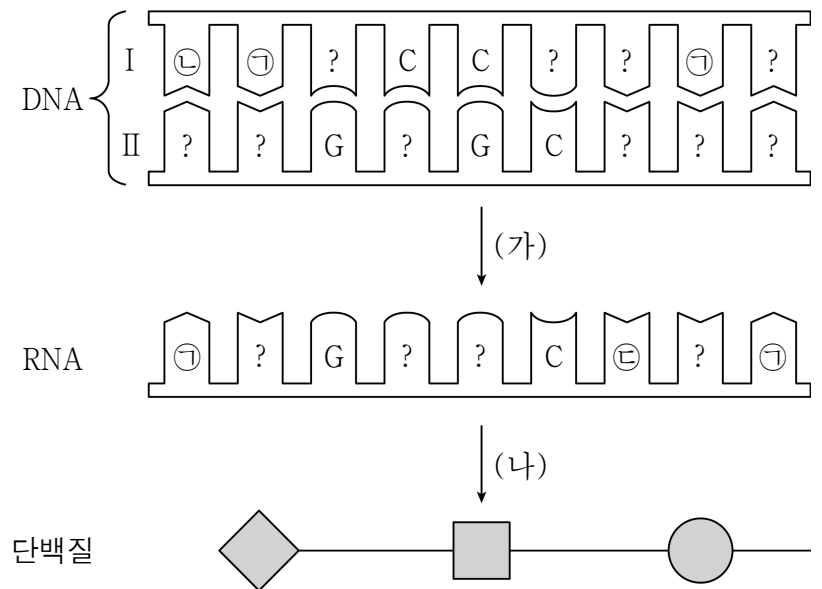 DNA
Ⅰ ㉡ ㉠ ? C C ? ? ㉠ ?
Ⅱ ? ? G ? G C ? ? ?
(가)
RNA ㉠ ? G ? ? C ㉢ ? ㉠
(나)
단백질